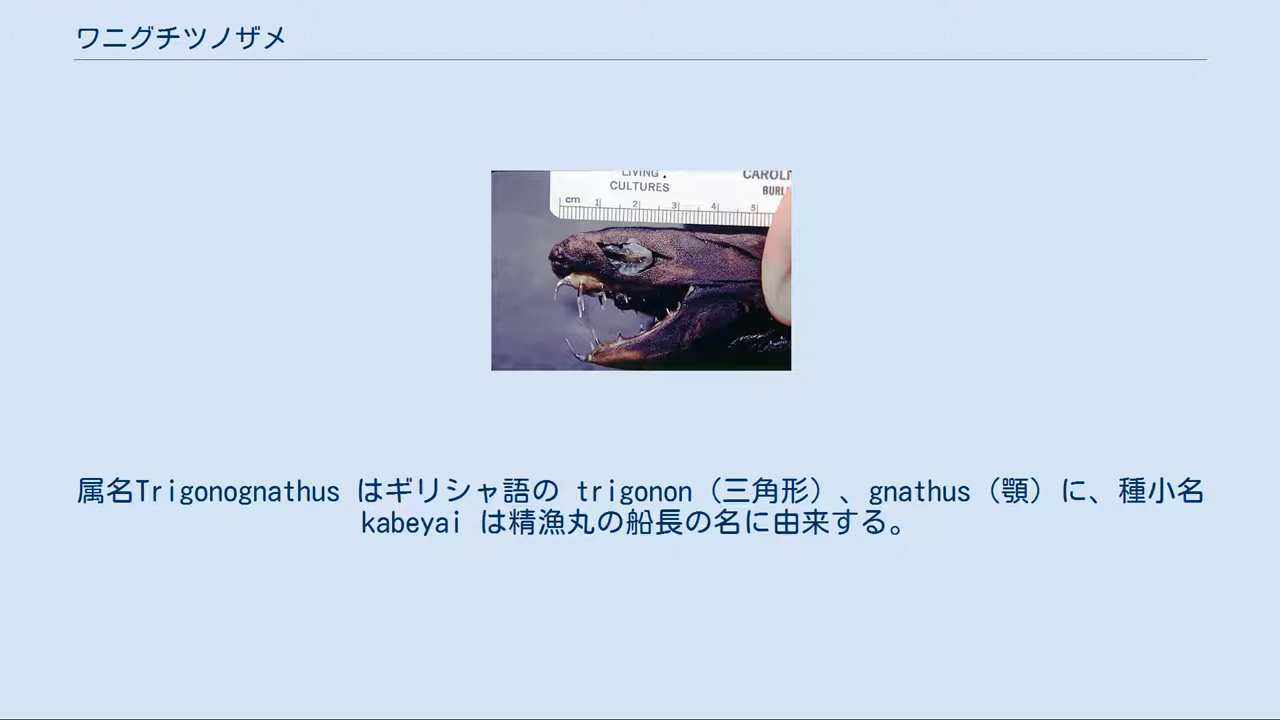 ワニグチツノザメ
LIVING
CULTURES
cm 1 2 3 4 5
属名Trigonognathus はギリシャ語の trigonon（三角形）、gnathus（顎）に、種小名
kabeyai は精漁丸の船長の名に由来する。